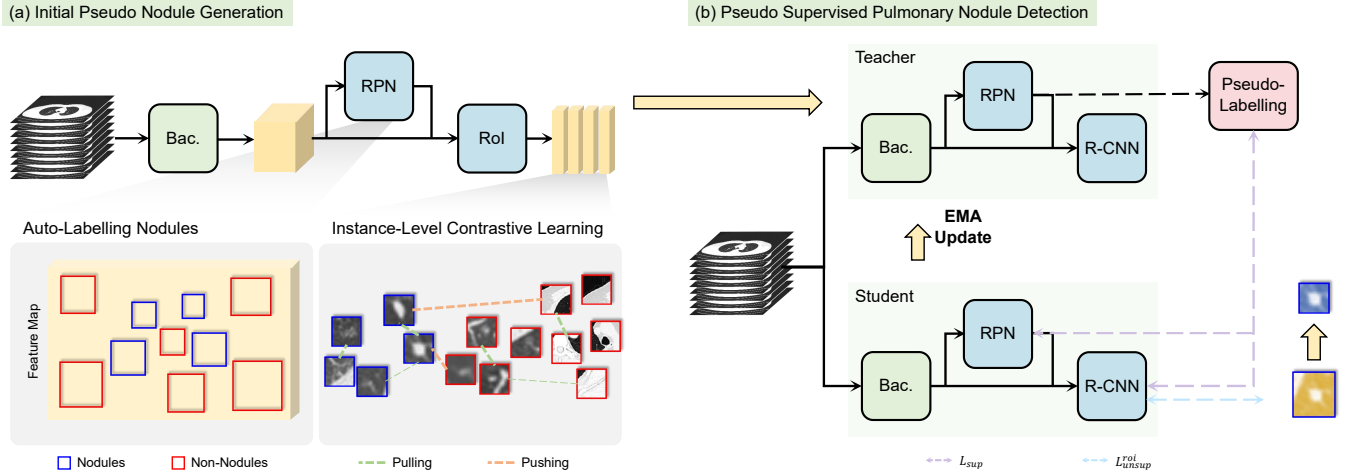 (a) Initial Pseudo Nodule Generation
(b) Pseudo Supervised Pulmonary Nodule Detection
RPN
Bac.
RoI
Auto-Labelling Nodules
Instance-Level Contrastive Learning
Feature Map
Nodules
Non-Nodules
Pulling
Pushing
Teacher
RPN
Bac.
R-CNN
Pseudo-
Labelling
EMA
Update
Student
RPN
Bac.
R-CNN
L_sup
L_unsup^roi